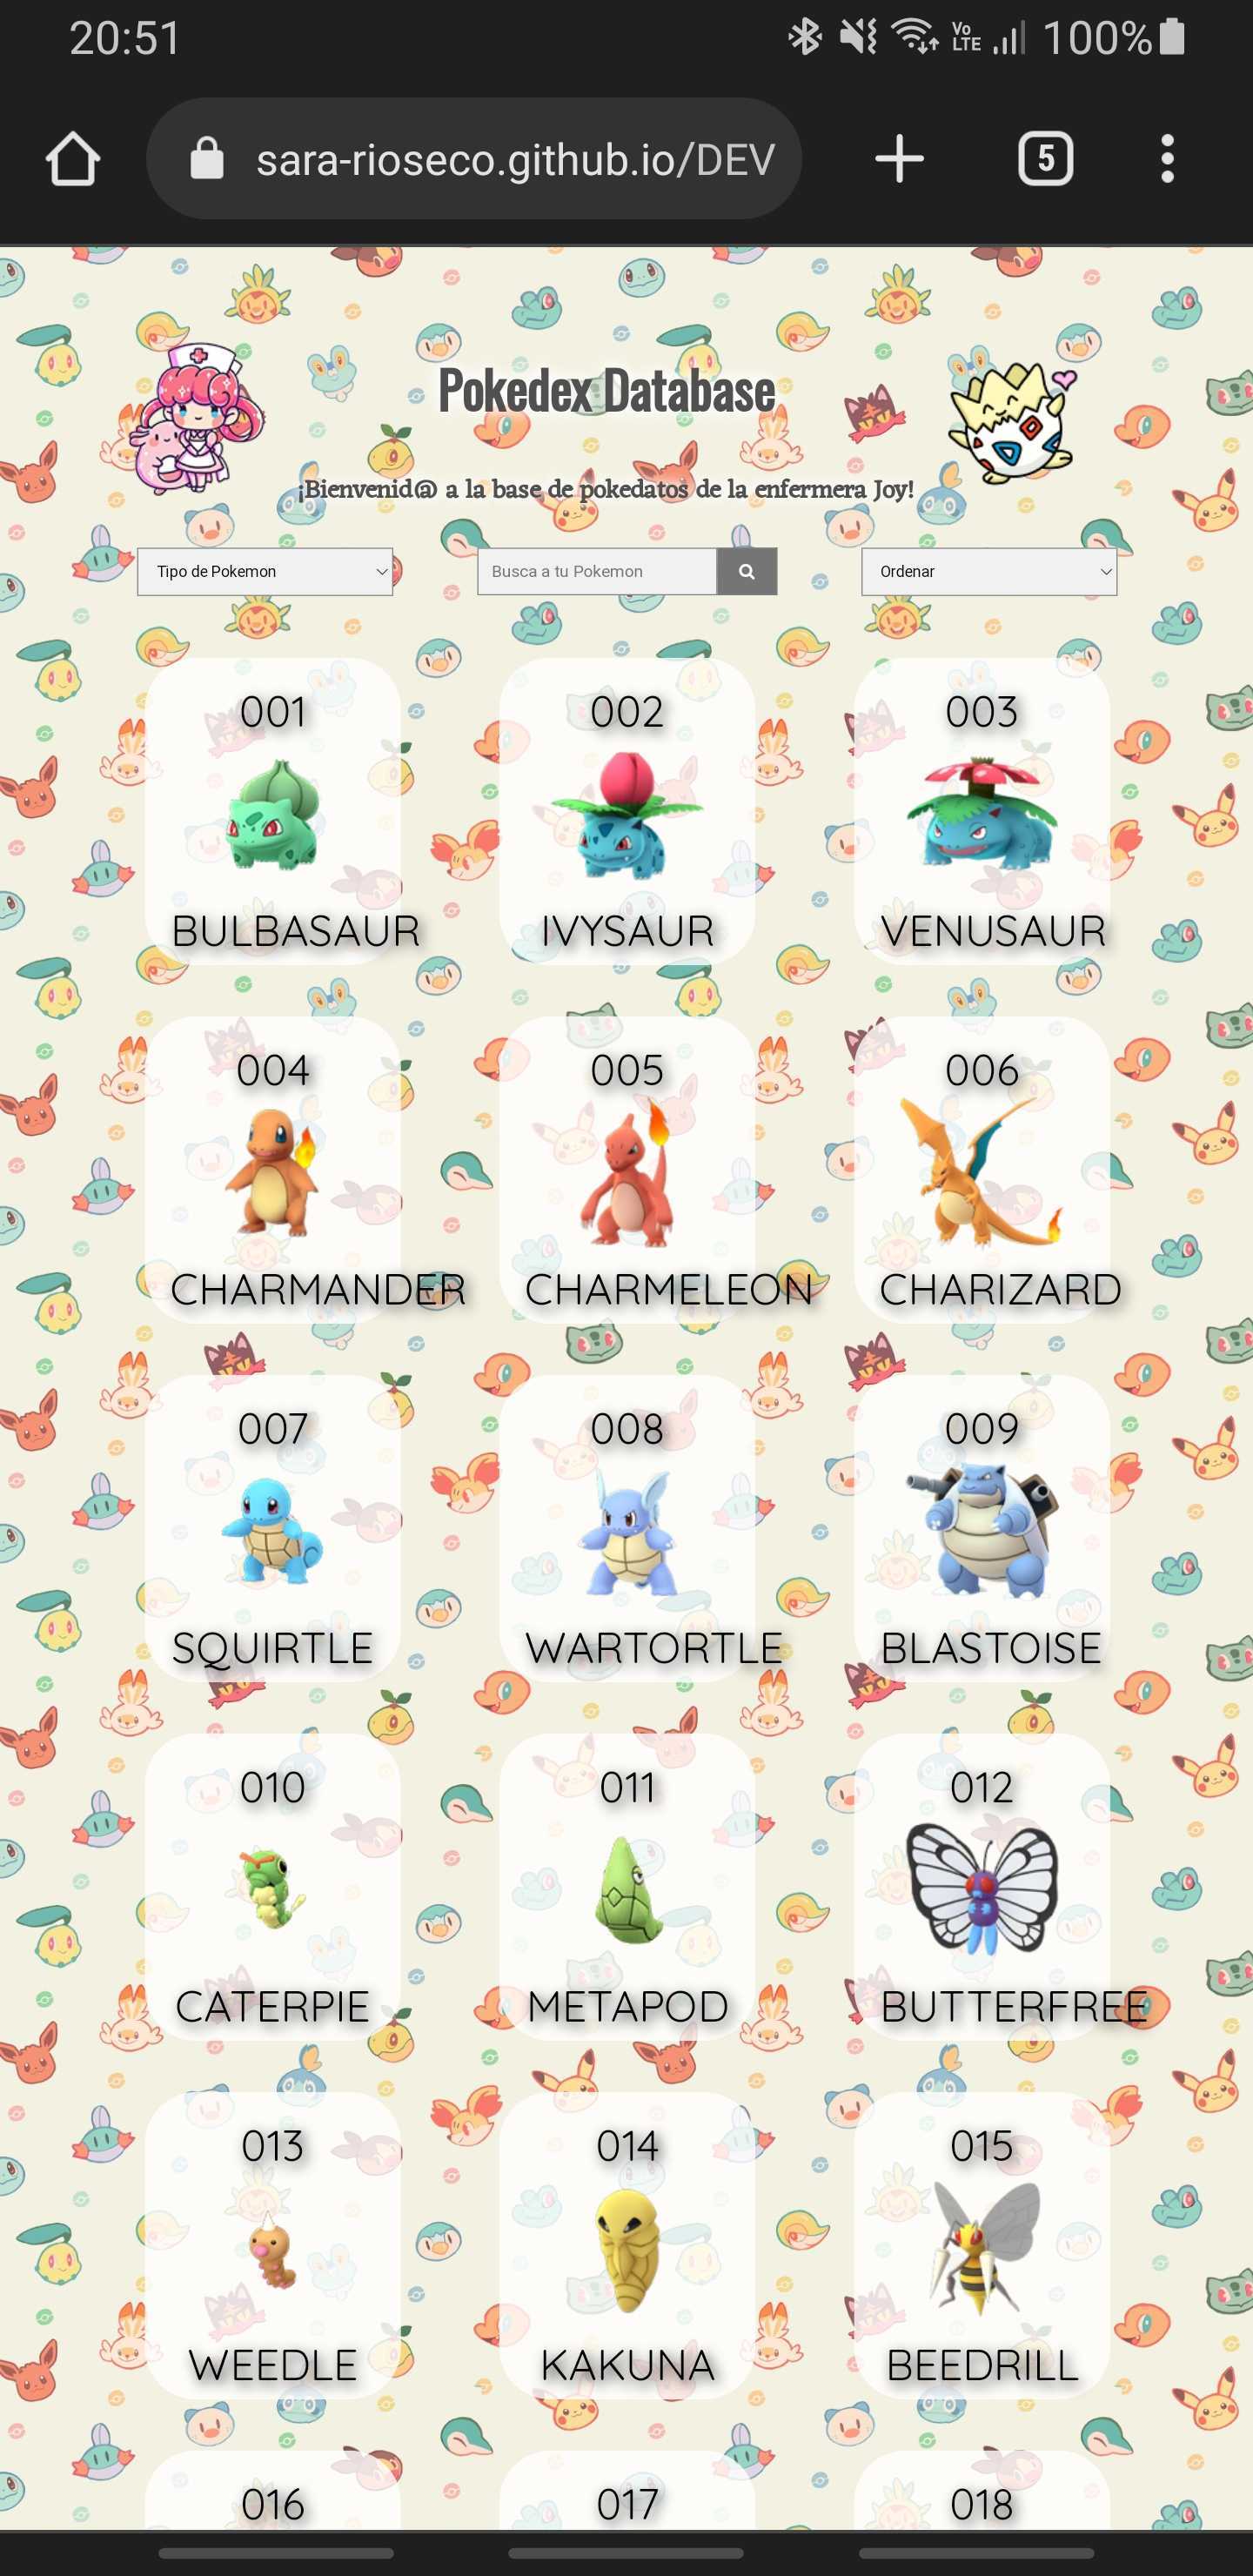 20:51
Vo LTE
100%
sara-rioseco.github.io/DEV
5
Pokedex Database
¡Bienvenid@ a la base de pokedatos de la enfermera Joy!
Tipo de Pokemon
Busca a tu Pokemon
Ordenar
001
002
003
BULBASAUR
IVYSAUR
VENUSAUR
004
005
006
CHARMANDER
CHARMELEON
CHARIZARD
007
008
009
SQUIRTLE
WARTORTLE
BLASTOISE
010
011
012
CATERPIE
METAPOD
BUTTERFREE
013
014
015
WEEDLE
KAKUNA
BEEDRILL
016
017
018